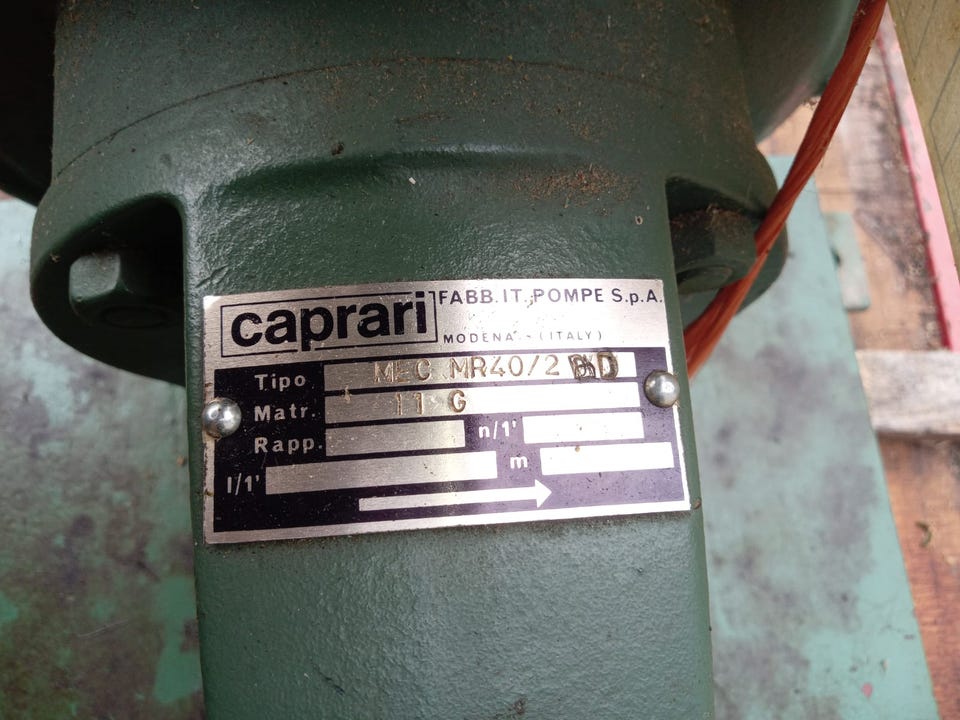 caprari
FABB. IT. POMPE S.p.A.
MODENA - (ITALY)
Tipo MEC MR40/2 D
Matr. 11 G
Rapp. n/1'
l/1' m